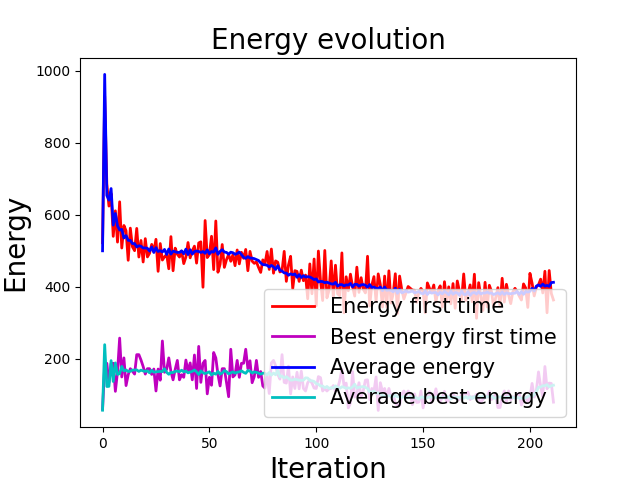 Energy evolution
1000
800
600
400
200
Energy
0
50
100
150
200
Iteration
Energy first time
Best energy first time
Average energy
Average best energy